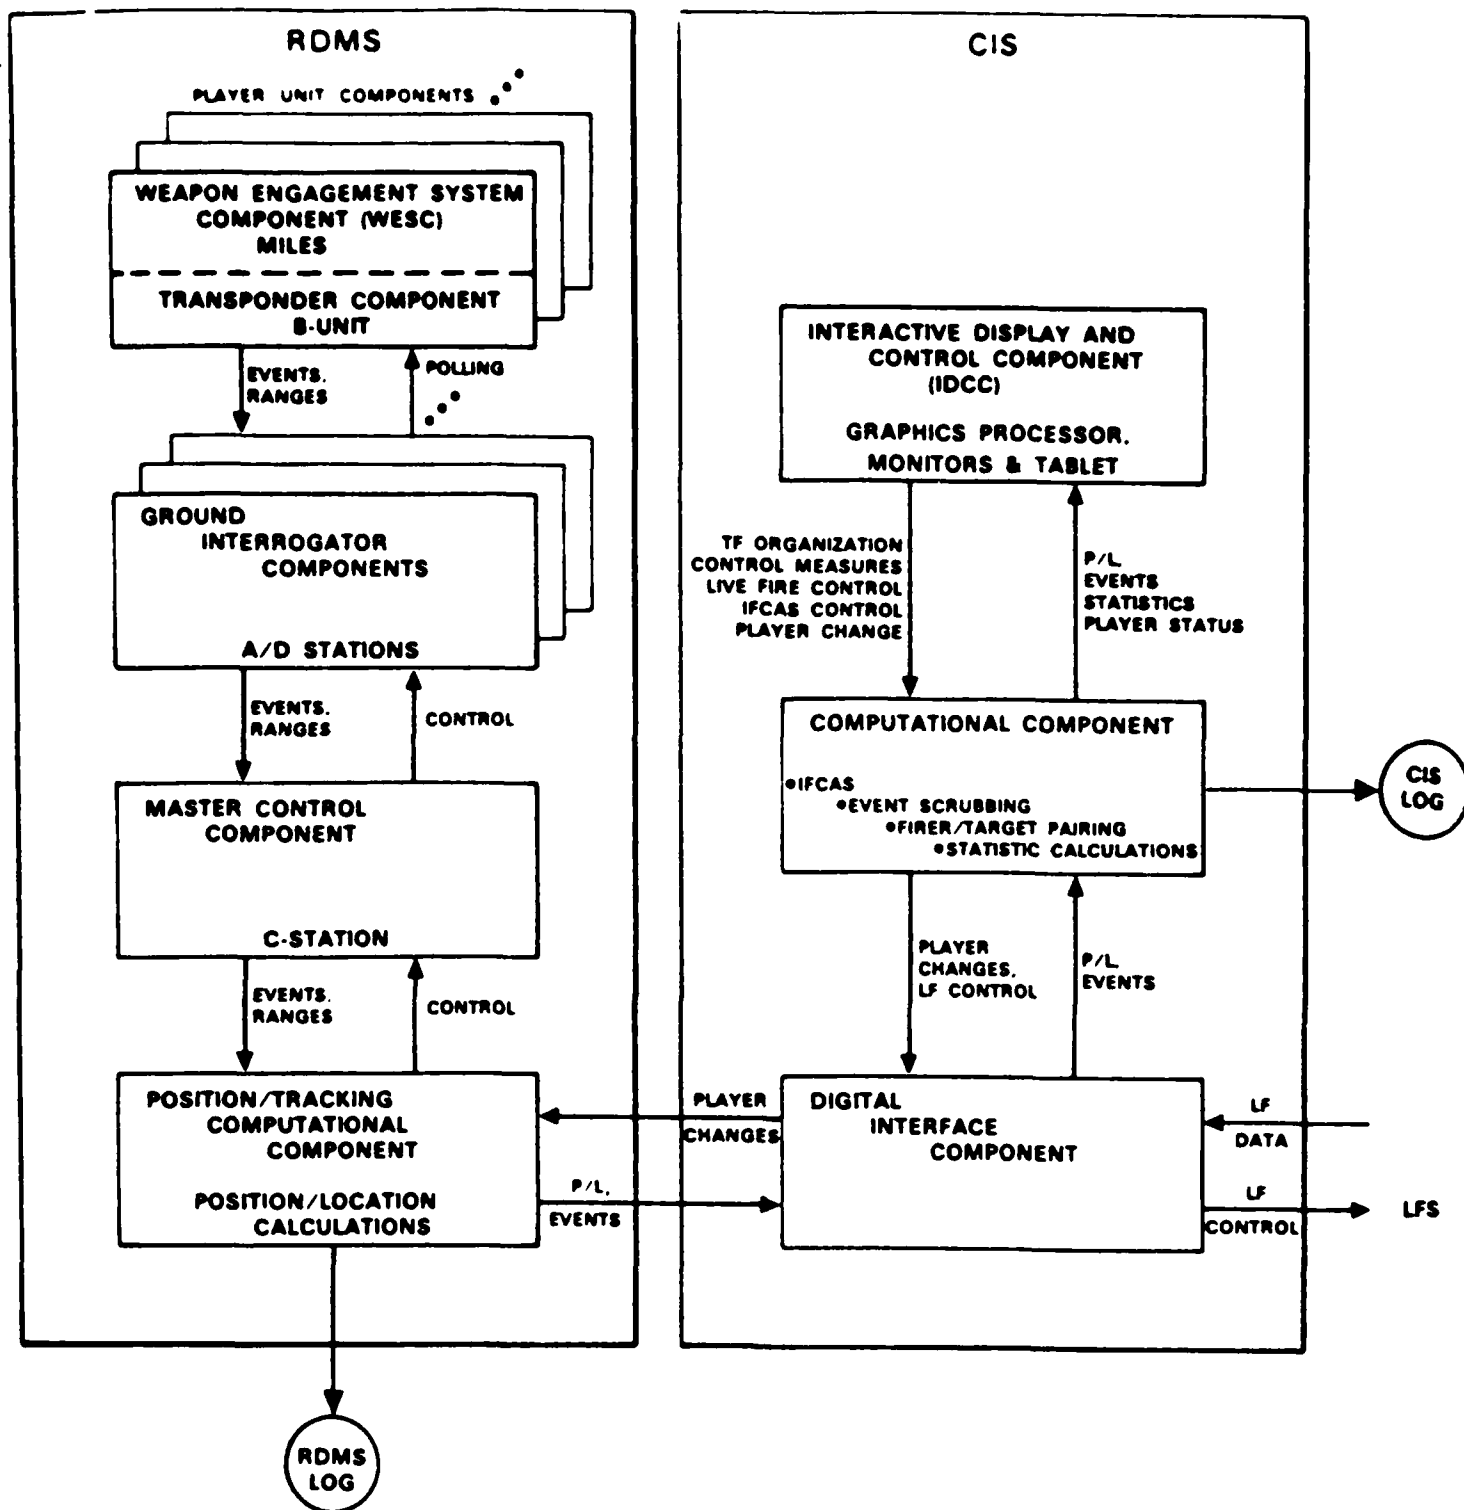 RDMS
PLAYER UNIT COMPONENTS
WEAPON ENGAGEMENT SYSTEM
COMPONENT (WESC)
MILES
TRANSPONDER COMPONENT
B-UNIT
EVENTS.
RANGES
POLLING
GROUND
INTERROGATOR
COMPONENTS
A/D STATIONS
EVENTS.
RANGES
CONTROL
MASTER CONTROL
COMPONENT
C-STATION
EVENTS.
RANGES
CONTROL
POSITION/TRACKING
COMPUTATIONAL
COMPONENT
POSITION/LOCATION
CALCULATIONS
RDMS
LOG
PLAYER
CHANGES
P/L,
EVENTS
CIS
INTERACTIVE DISPLAY AND
CONTROL COMPONENT
(IDCC)
GRAPHICS PROCESSOR.
MONITORS & TABLET
TF ORGANIZATION
CONTROL MEASURES
LIVE FIRE CONTROL
IFCAS CONTROL
PLAYER CHANGE
P/L
EVENTS
STATISTICS
PLAYER STATUS
COMPUTATIONAL COMPONENT
•IFCAS
•EVENT SCRUBBING
•FIRER/TARGET PAIRING
•STATISTIC CALCULATIONS
CIS
LOG
PLAYER
CHANGES.
LF CONTROL
P/L
EVENTS
DIGITAL
INTERFACE
COMPONENT
LF
DATA
LF
CONTROL
LFS